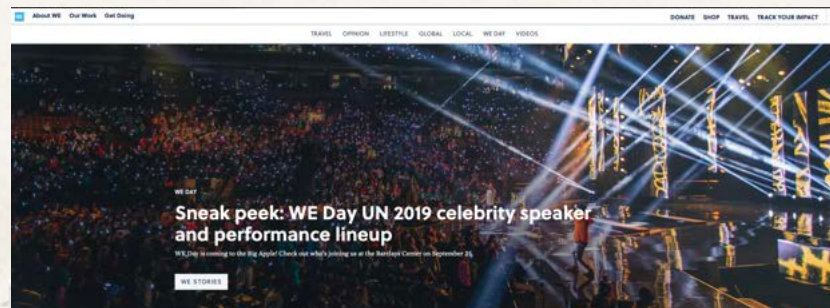 WE
About WE Our Work Get Doing
DONATE SHOP TRAVEL TRACK YOUR IMPACT
TRAVEL OPINION LIFESTYLE GLOBAL LOCAL WE DAY VIDEOS
WE DAY
Sneak peek: WE Day UN 2019 celebrity speaker
and performance lineup
WE Day is coming to the Big Apple! Check out who's joining us at the Barclays Center on September 25.
WE STORIES